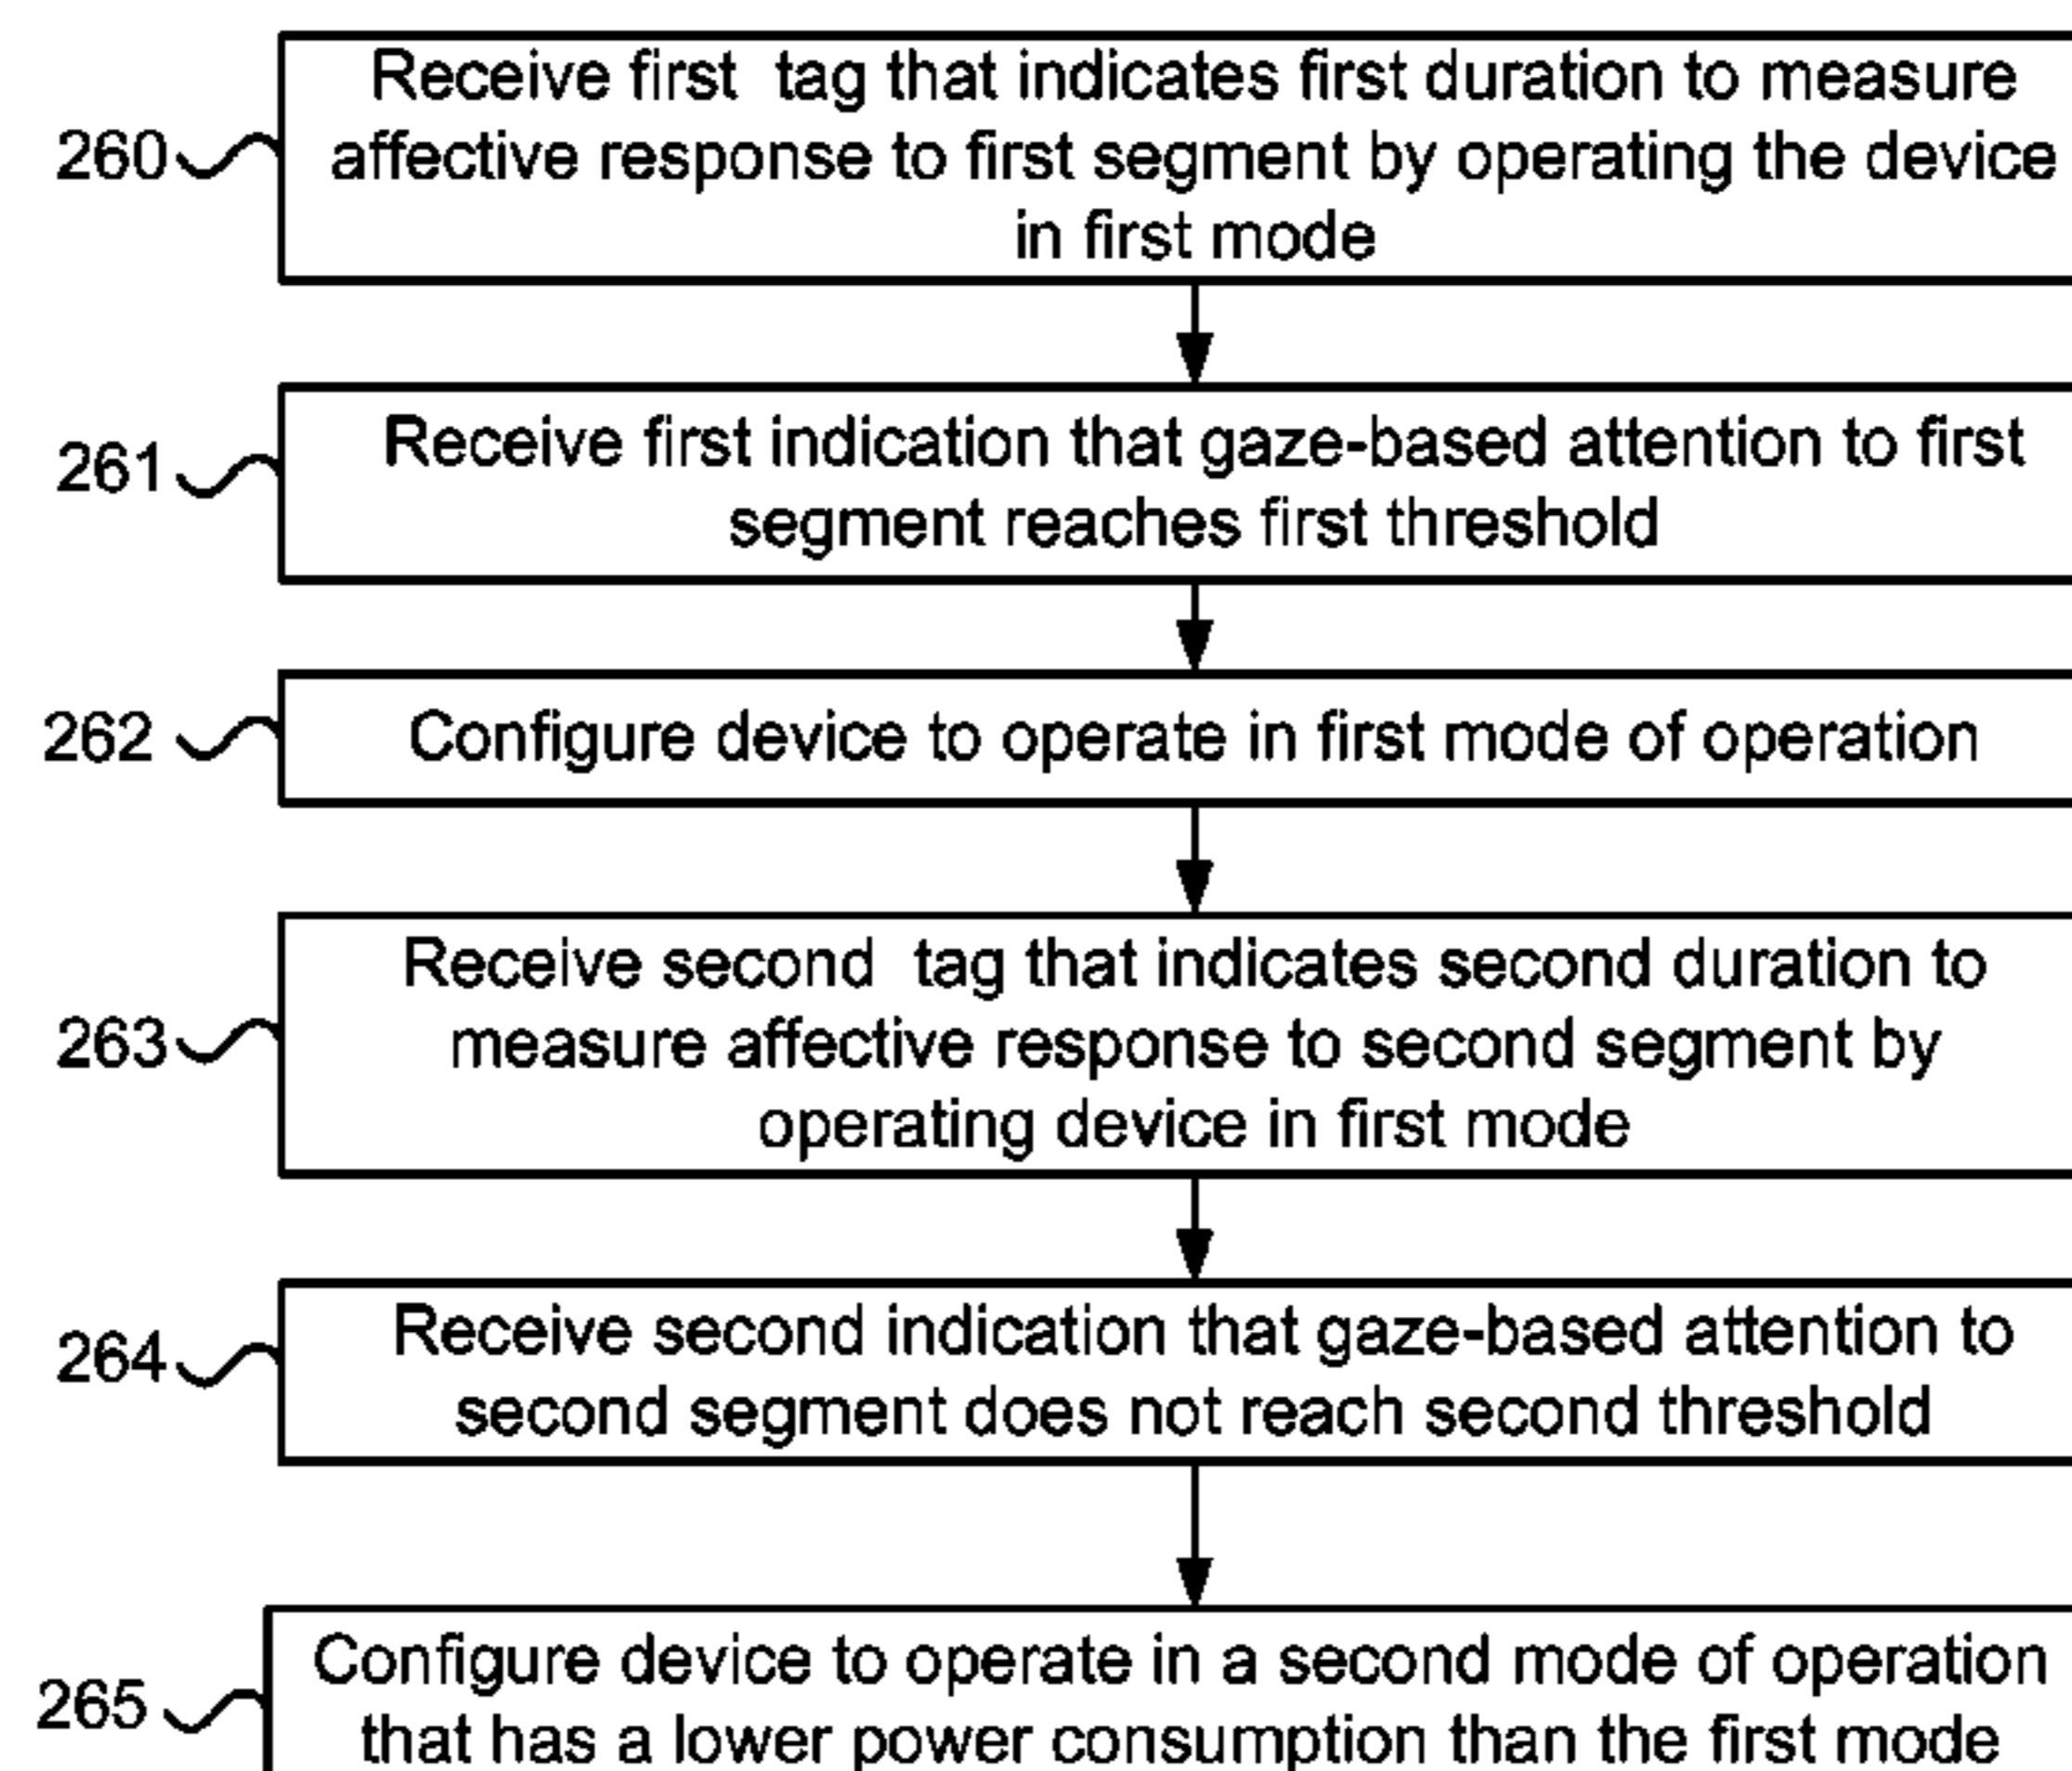 260
Receive first tag that indicates first duration to measure
affective response to first segment by operating the device
in first mode
261
Receive first indication that gaze-based attention to first
segment reaches first threshold
262
Configure device to operate in first mode of operation
263
Receive second tag that indicates second duration to
measure affective response to second segment by
operating device in first mode
264
Receive second indication that gaze-based attention to
second segment does not reach second threshold
265
Configure device to operate in a second mode of operation
that has a lower power consumption than the first mode